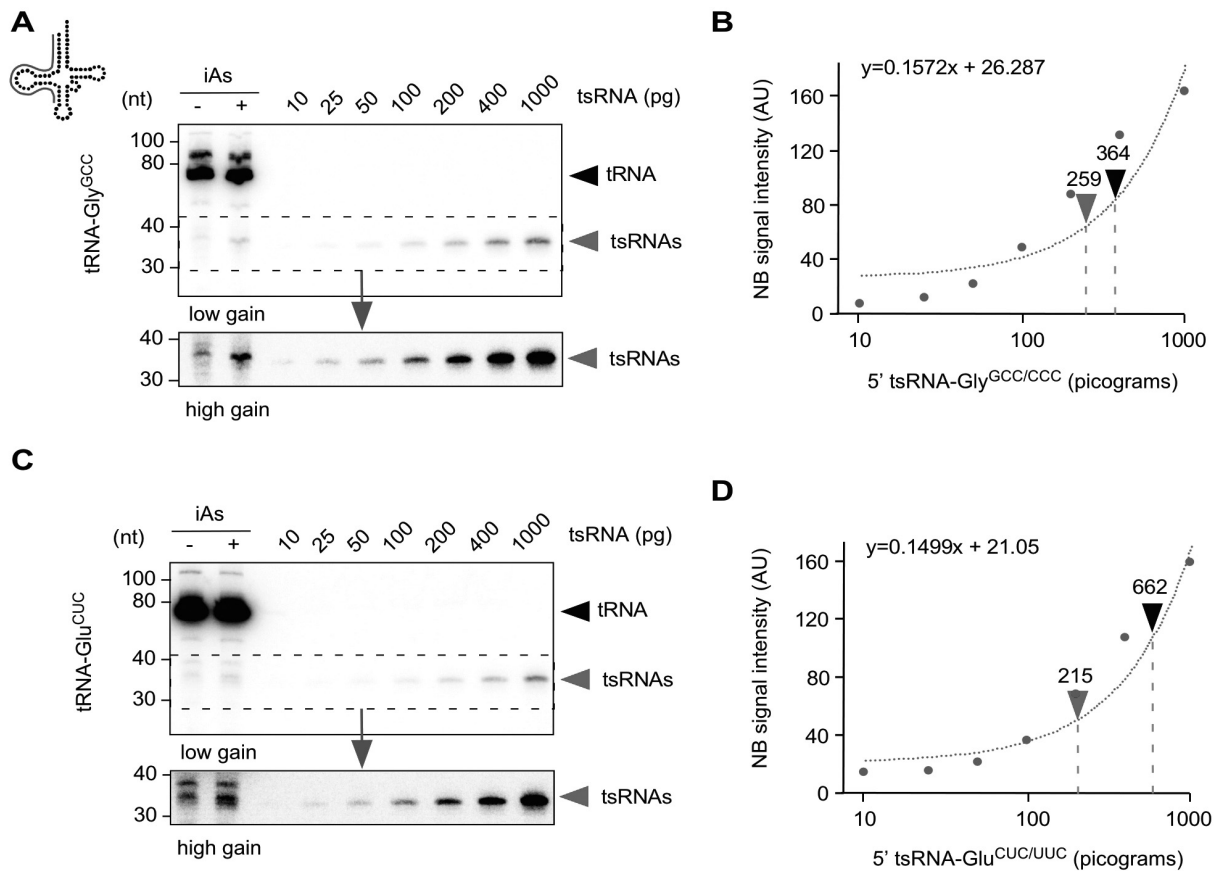 A
iAs
(nt) - + 10 25 50 100 200 400 1000 tsRNA (pg)
tRNA-GlyGCC
100
80
tRNA
40
tsRNAs
30
low gain
40
tsRNAs
30
high gain
B
y=0.1572x + 26.287
NB signal intensity (AU)
160
120
80
40
0
259
364
10 100 1000
5’ tsRNA-GlyGCC/CCC (picograms)
C
iAs
(nt) - + 10 25 50 100 200 400 1000 tsRNA (pg)
tRNA-GluCUC
100
80
tRNA
40
tsRNAs
30
low gain
40
tsRNAs
30
high gain
D
y=0.1499x + 21.05
NB signal intensity (AU)
160
120
80
40
0
215
662
10 100 1000
5’ tsRNA-GluCUC/UUC (picograms)